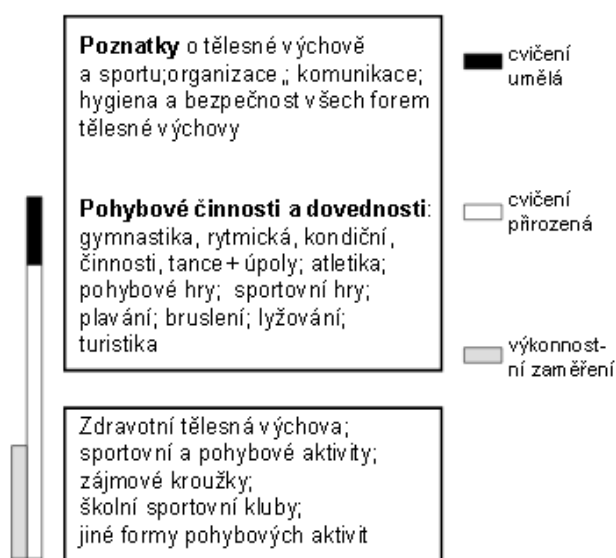 Poznatky o tělesné výchově
a sportu;organizace „; komunikace;
hygiena a bezpečnost všech forem
tělesné výchovy
Pohybové činnosti a dovednosti:
gymnastika, rytmická, kondiční,
činnosti, tance + úpoly; atletika;
pohybové hry; sportovní hry;
plavání; bruslení; lyžování;
turistika
Zdravotní tělesná výchova;
sportovní a pohybové aktivity;
zájmové kroužky;
školní sportovní kluby;
jiné formy pohybových aktivit
cvičení
umělá
cvičení
přirozená
výkonnost-
ní zaměření